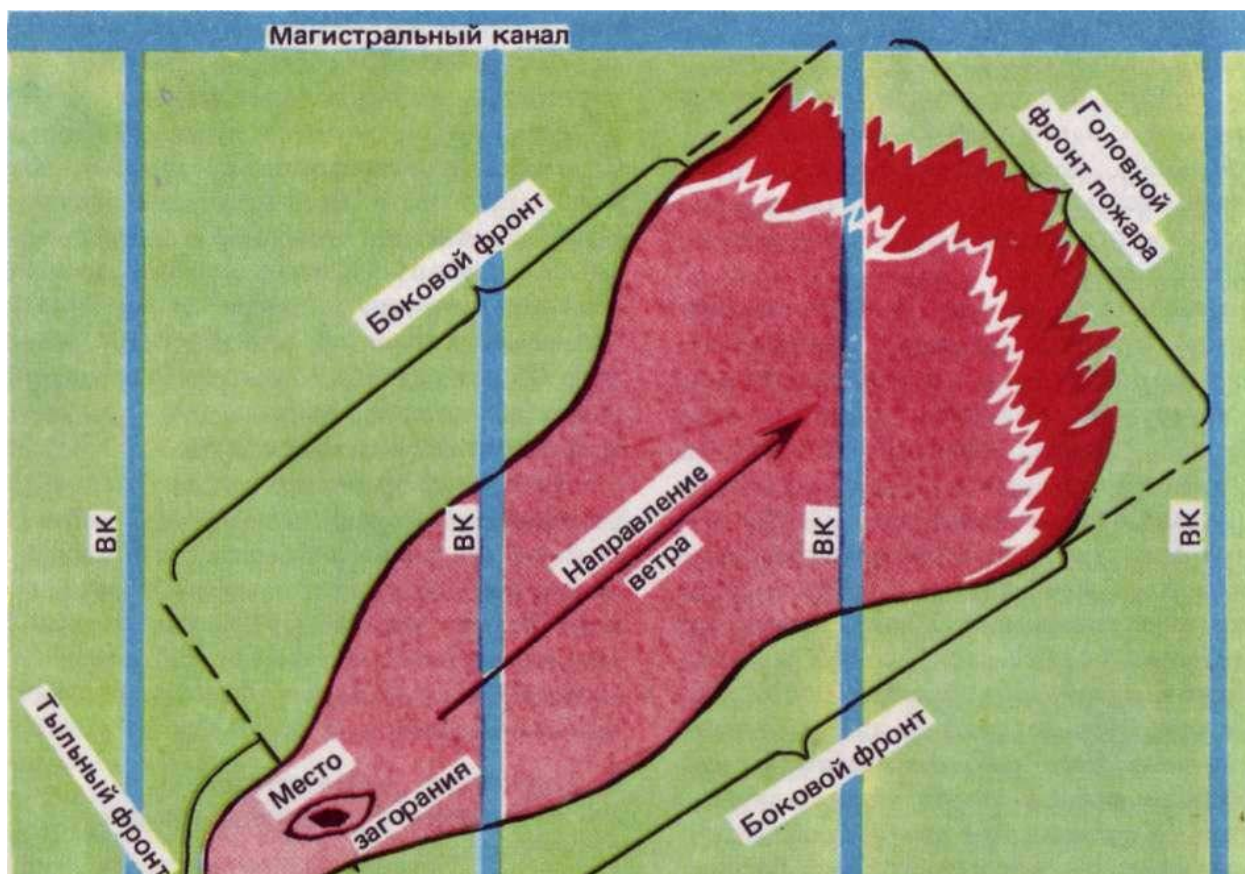 Магистральный канал
Головной
фронт пожара
Боковой фронт
Направление
ветра
ВК
ВК
ВК
ВК
Тыльный фронт
Место
загорания
Боковой фронт